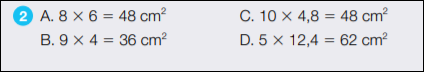 2 A. 8 × 6 = 48 cm² C. 10 × 4,8 = 48 cm²
B. 9 × 4 = 36 cm² D. 5 × 12,4 = 62 cm²